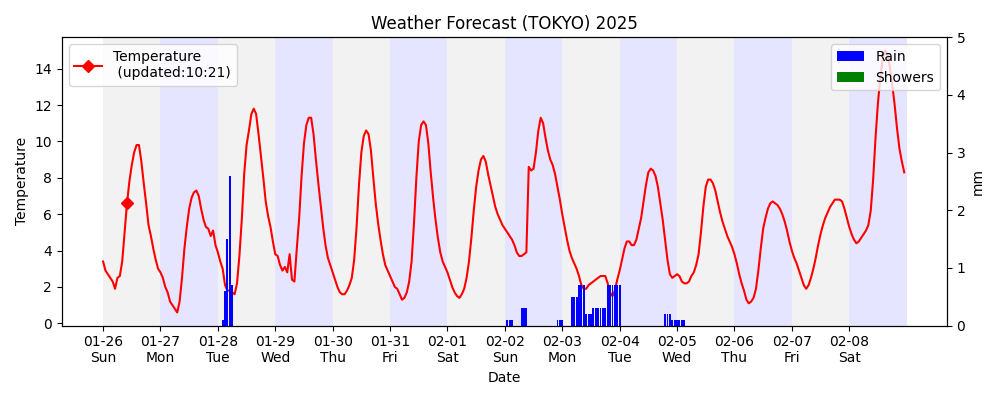 Weather Forecast (TOKYO) 2025
Temperature
(updated:10:21)
Rain
Showers
Temperature
14
12
10
8
6
4
2
0
5
4
3
2
1
0
mm
01-26 01-27 01-28 01-29 01-30 01-31 02-01 02-02 02-03 02-04 02-05 02-06 02-07 02-08
Sun Mon Tue Wed Thu Fri Sat Sun Mon Tue Wed Thu Fri Sat
Date